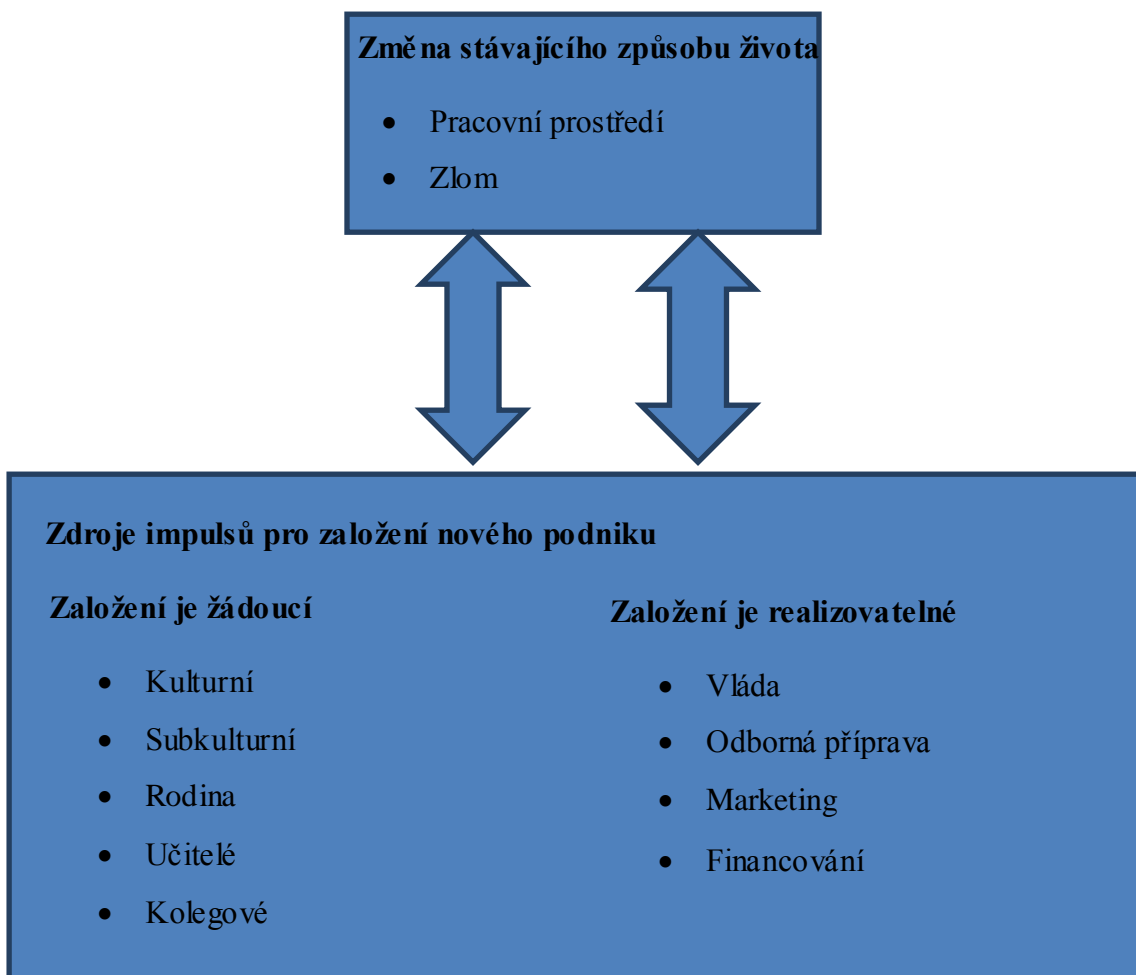 Změna stávajícího způsobu života
• Pracovní prostředí
• Zlom
Zdroje impulsů pro založení nového podniku
Založení je žádoucí
• Kulturní
• Subkulturní
• Rodina
• Učitelé
• Kolegové
Založení je realizovatelné
• Vláda
• Odborná příprava
• Marketing
• Financování